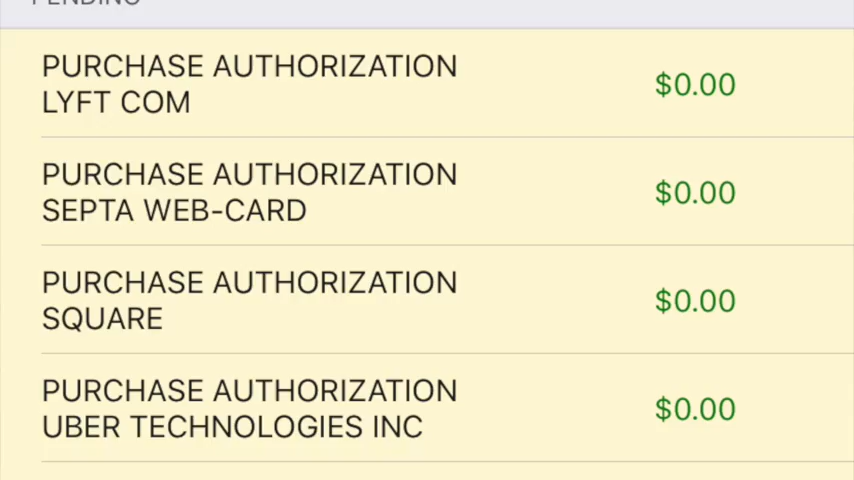 PENDING
PURCHASE AUTHORIZATION
LYFT COM
$0.00
PURCHASE AUTHORIZATION
SEPTA WEB-CARD
$0.00
PURCHASE AUTHORIZATION
SQUARE
$0.00
PURCHASE AUTHORIZATION
UBER TECHNOLOGIES INC
$0.00